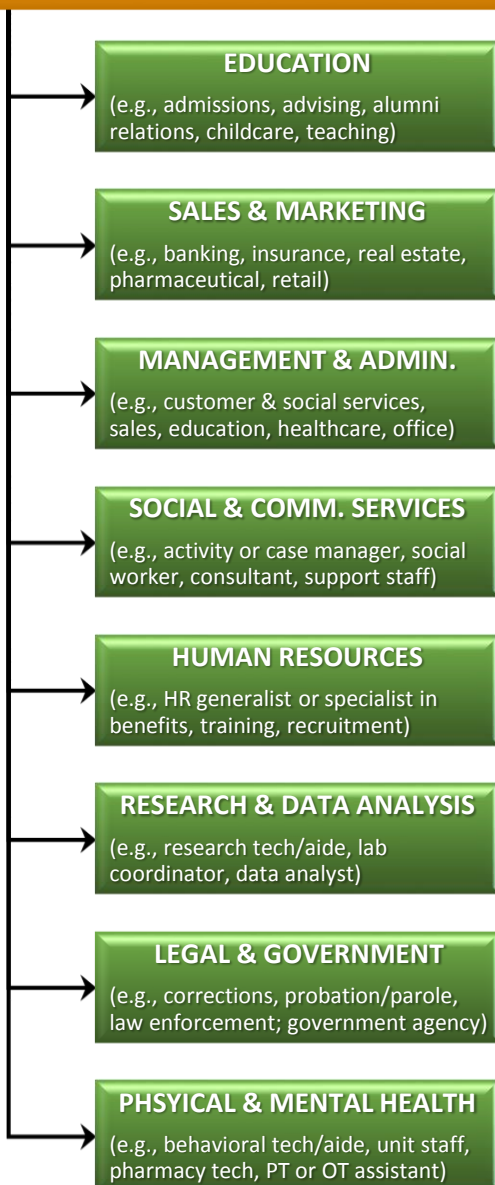 EDUCATION
(e.g., admissions, advising, alumni
relations, childcare, teaching)
SALES & MARKETING
(e.g., banking, insurance, real estate,
pharmaceutical, retail)
MANAGEMENT & ADMIN.
(e.g., customer & social services,
sales, education, healthcare, office)
SOCIAL & COMM. SERVICES
(e.g., activity or case manager, social
worker, consultant, support staff)
HUMAN RESOURCES
(e.g., HR generalist or specialist in
benefits, training, recruitment)
RESEARCH & DATA ANALYSIS
(e.g., research tech/aide, lab
coordinator, data analyst)
LEGAL & GOVERNMENT
(e.g., corrections, probation/parole,
law enforcement; government agency)
PHSYICAL & MENTAL HEALTH
(e.g., behavioral tech/aide, unit staff,
pharmacy tech, PT or OT assistant)